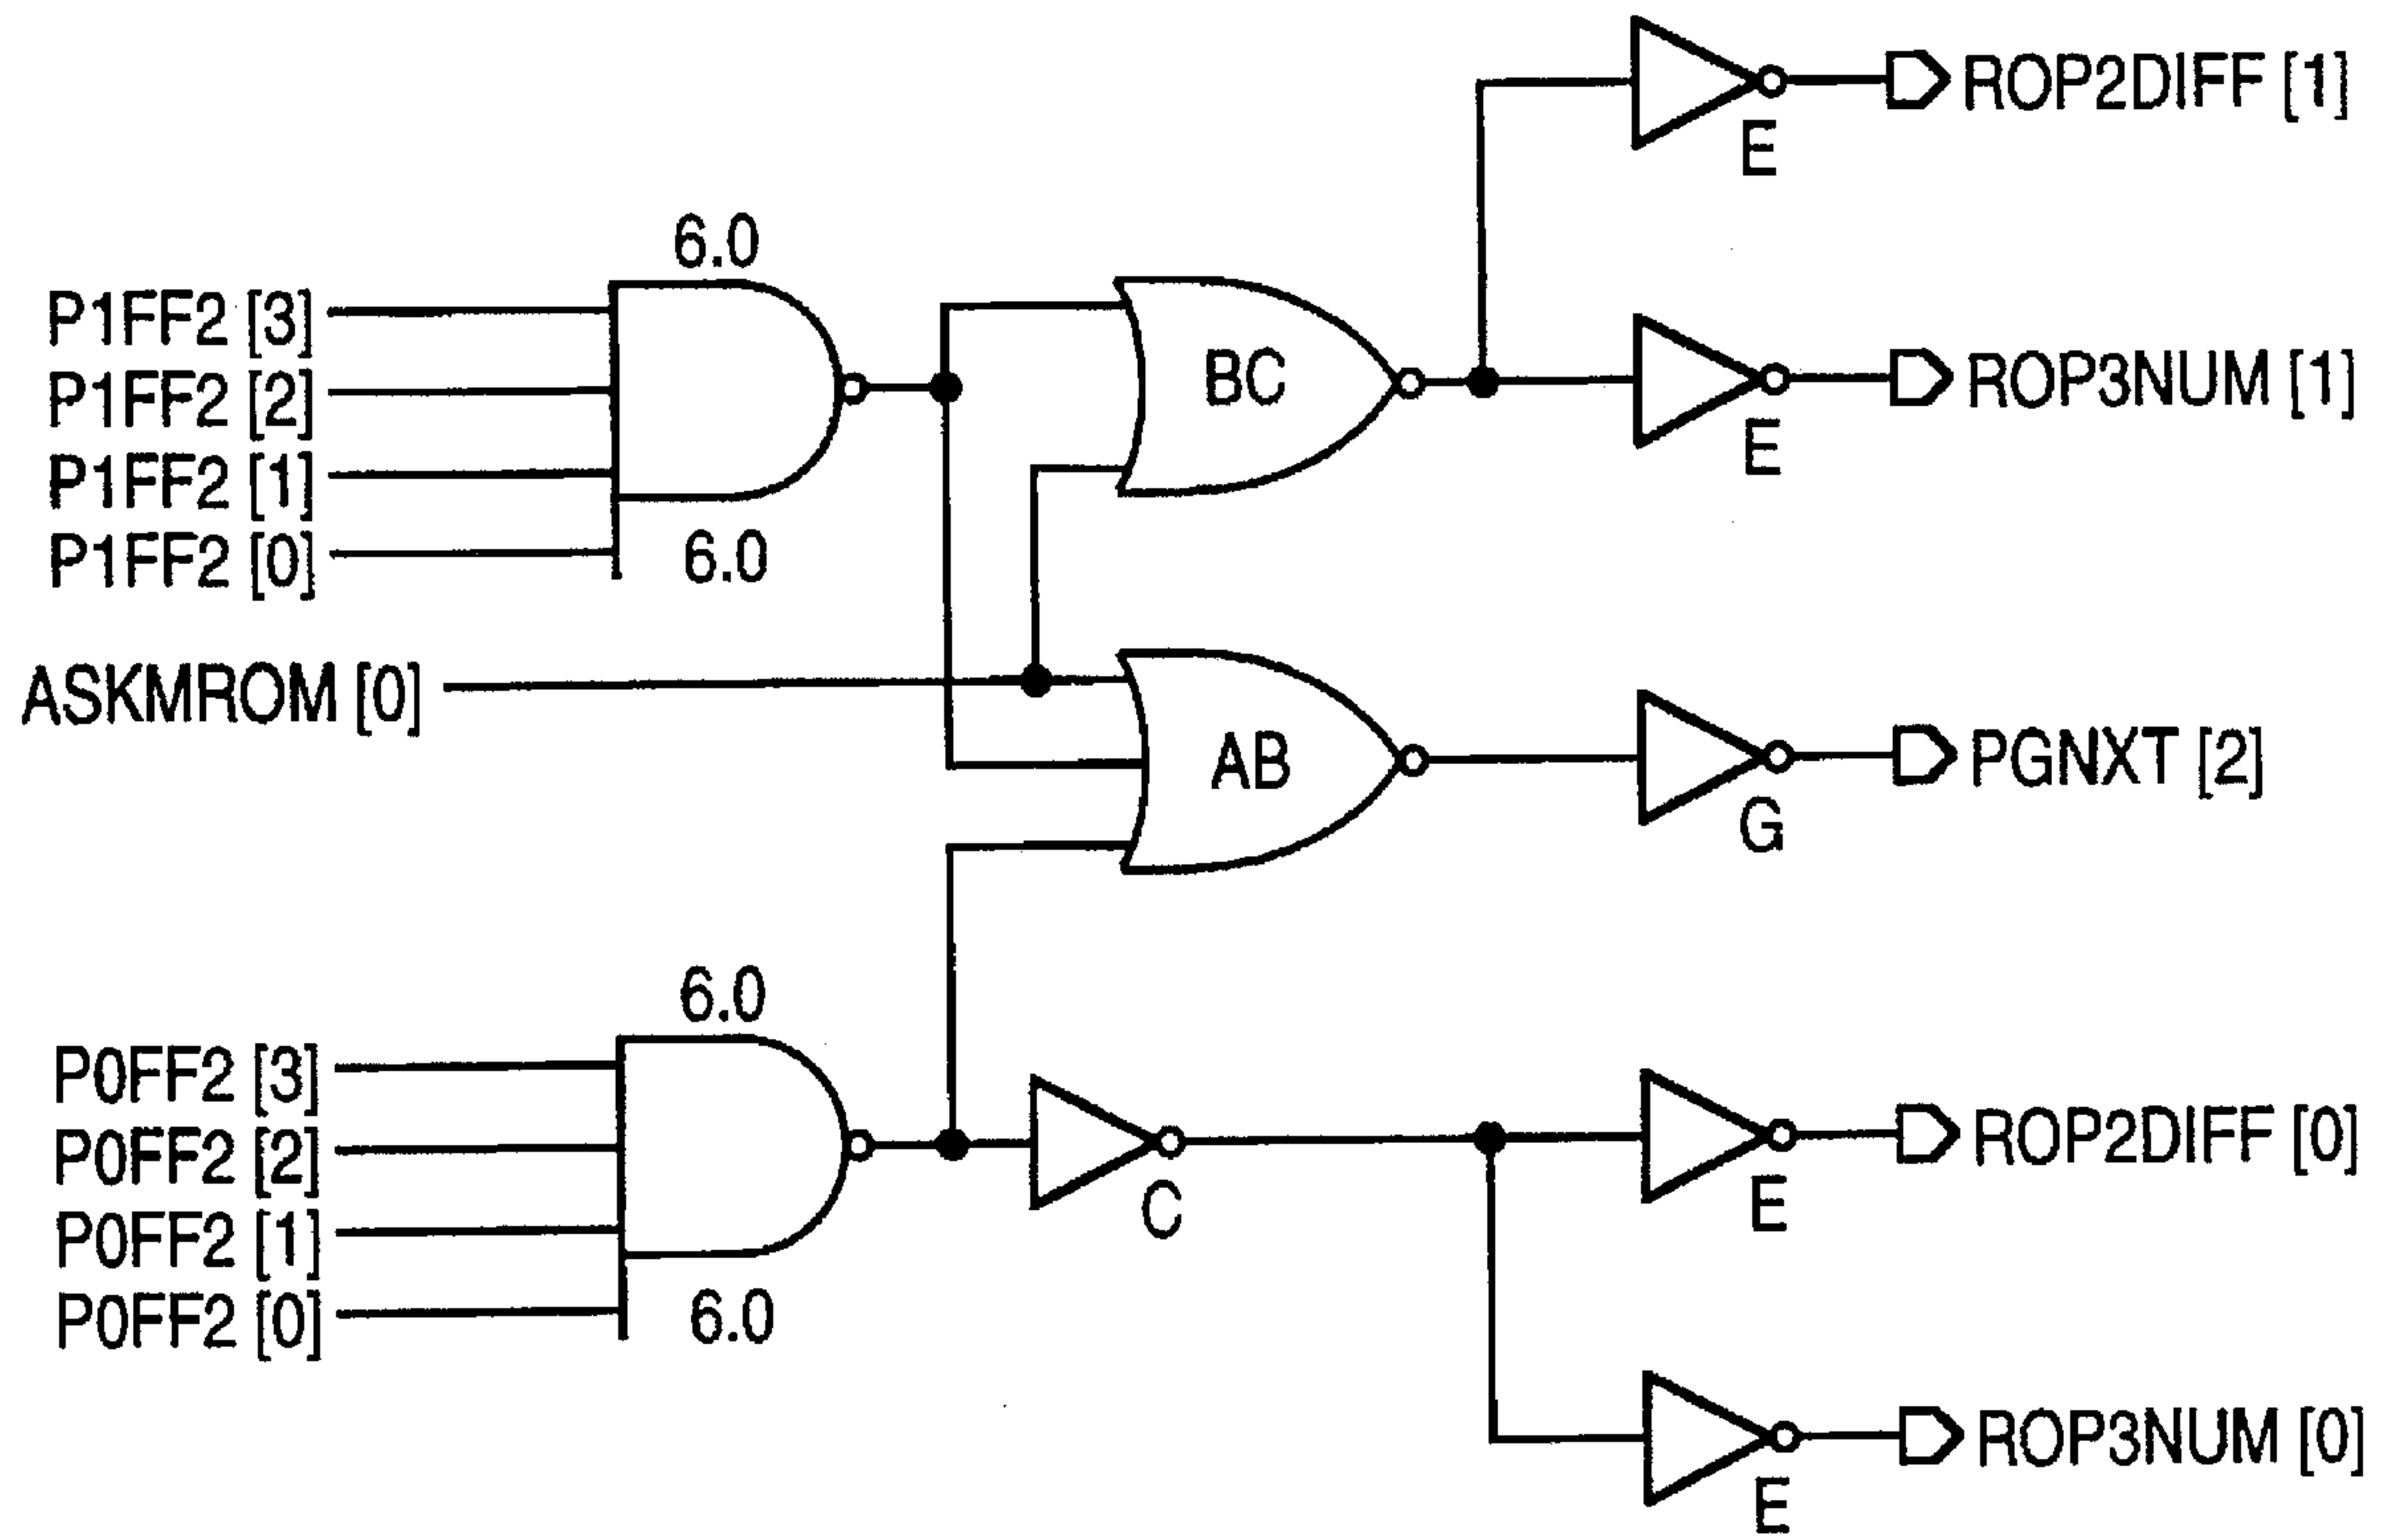 ROP2DIFF [1]
E
6.0
P1FF2 [3]
P1FF2 [2]
P1FF2 [1]
P1FF2 [0]
6.0
BC
ROP3NUM [1]
E
ASKMROM [0]
AB
PGNXT [2]
G
6.0
P0FF2 [3]
P0FF2 [2]
P0FF2 [1]
P0FF2 [0]
6.0
C
ROP2DIFF [0]
E
ROP3NUM [0]
E